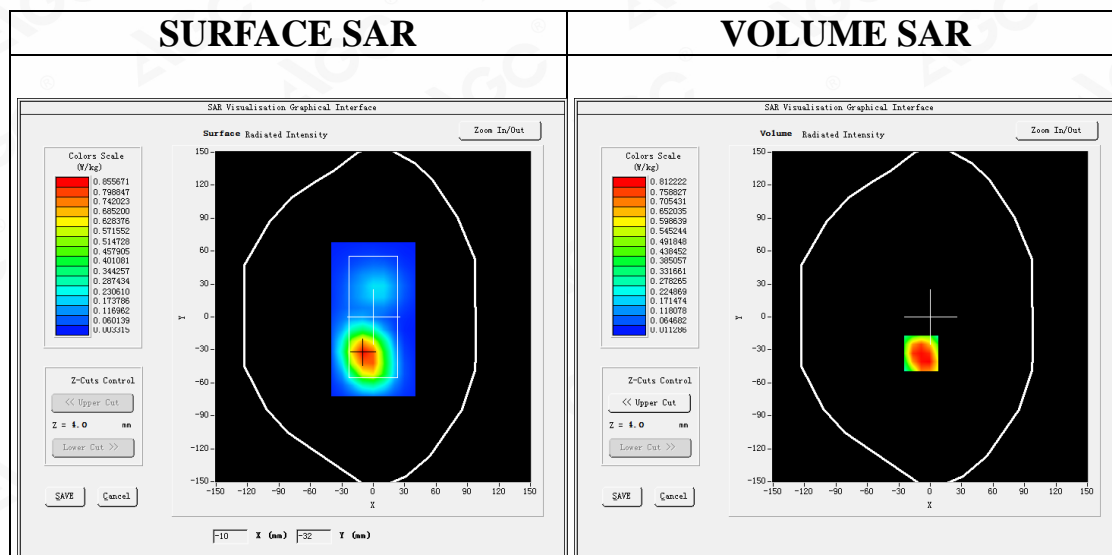 SURFACE SAR
VOLUME SAR
SAR Visualisation Graphical Interface
Surface Radiated Intensity
Zoom In/Out
Colors Scale
(W/kg)
0.855671
0.798847
0.742023
0.685200
0.628376
0.571552
0.514728
0.457905
0.401081
0.344257
0.287434
0.230610
0.173786
0.116962
0.060139
0.003315
Z-Cuts Control
<< Upper Cut
Z = 4.0 mm
Lower Cut >>
SAVE Cancel
150
120
90
60
30
0
-30
-60
-90
-120
-150
Y
-150 -120 -90 -60 -30 0 30 60 90 120 150
X
-10 X (mm) -32 Y (mm)
SAR Visualisation Graphical Interface
Volume Radiated Intensity
Zoom In/Out
Colors Scale
(W/kg)
0.812222
0.758827
0.705431
0.652035
0.598639
0.545244
0.491848
0.438452
0.385057
0.331661
0.278265
0.224869
0.171474
0.118078
0.064682
0.011286
Z-Cuts Control
<< Upper Cut
Z = 4.0 mm
Lower Cut >>
SAVE Cancel
150
120
90
60
30
0
-30
-60
-90
-120
-150
Y
-150 -120 -90 -60 -30 0 30 60 90 120 150
X